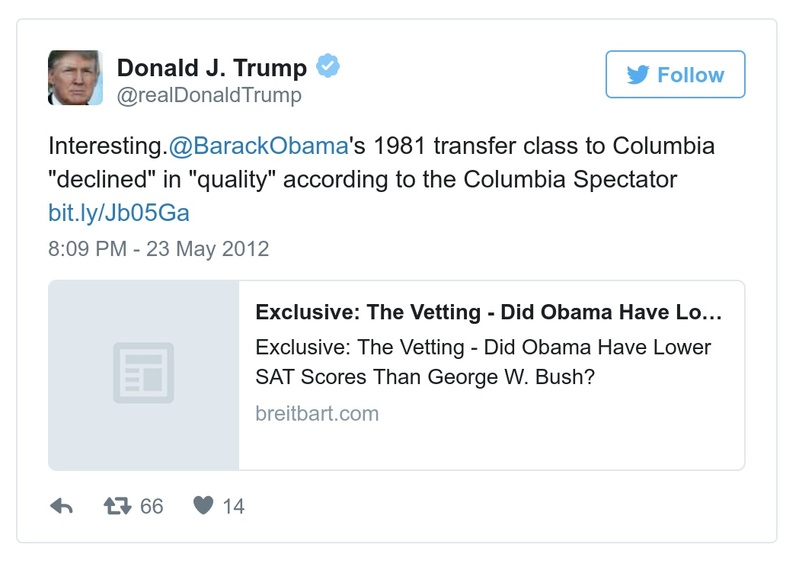 Donald J. Trump
@realDonaldTrump
Follow
Interesting.@BarackObama's 1981 transfer class to Columbia
"declined" in "quality" according to the Columbia Spectator
bit.ly/Jb05Ga
8:09 PM - 23 May 2012
Exclusive: The Vetting - Did Obama Have Lo...
Exclusive: The Vetting - Did Obama Have Lower
SAT Scores Than George W. Bush?
breitbart.com
66 14